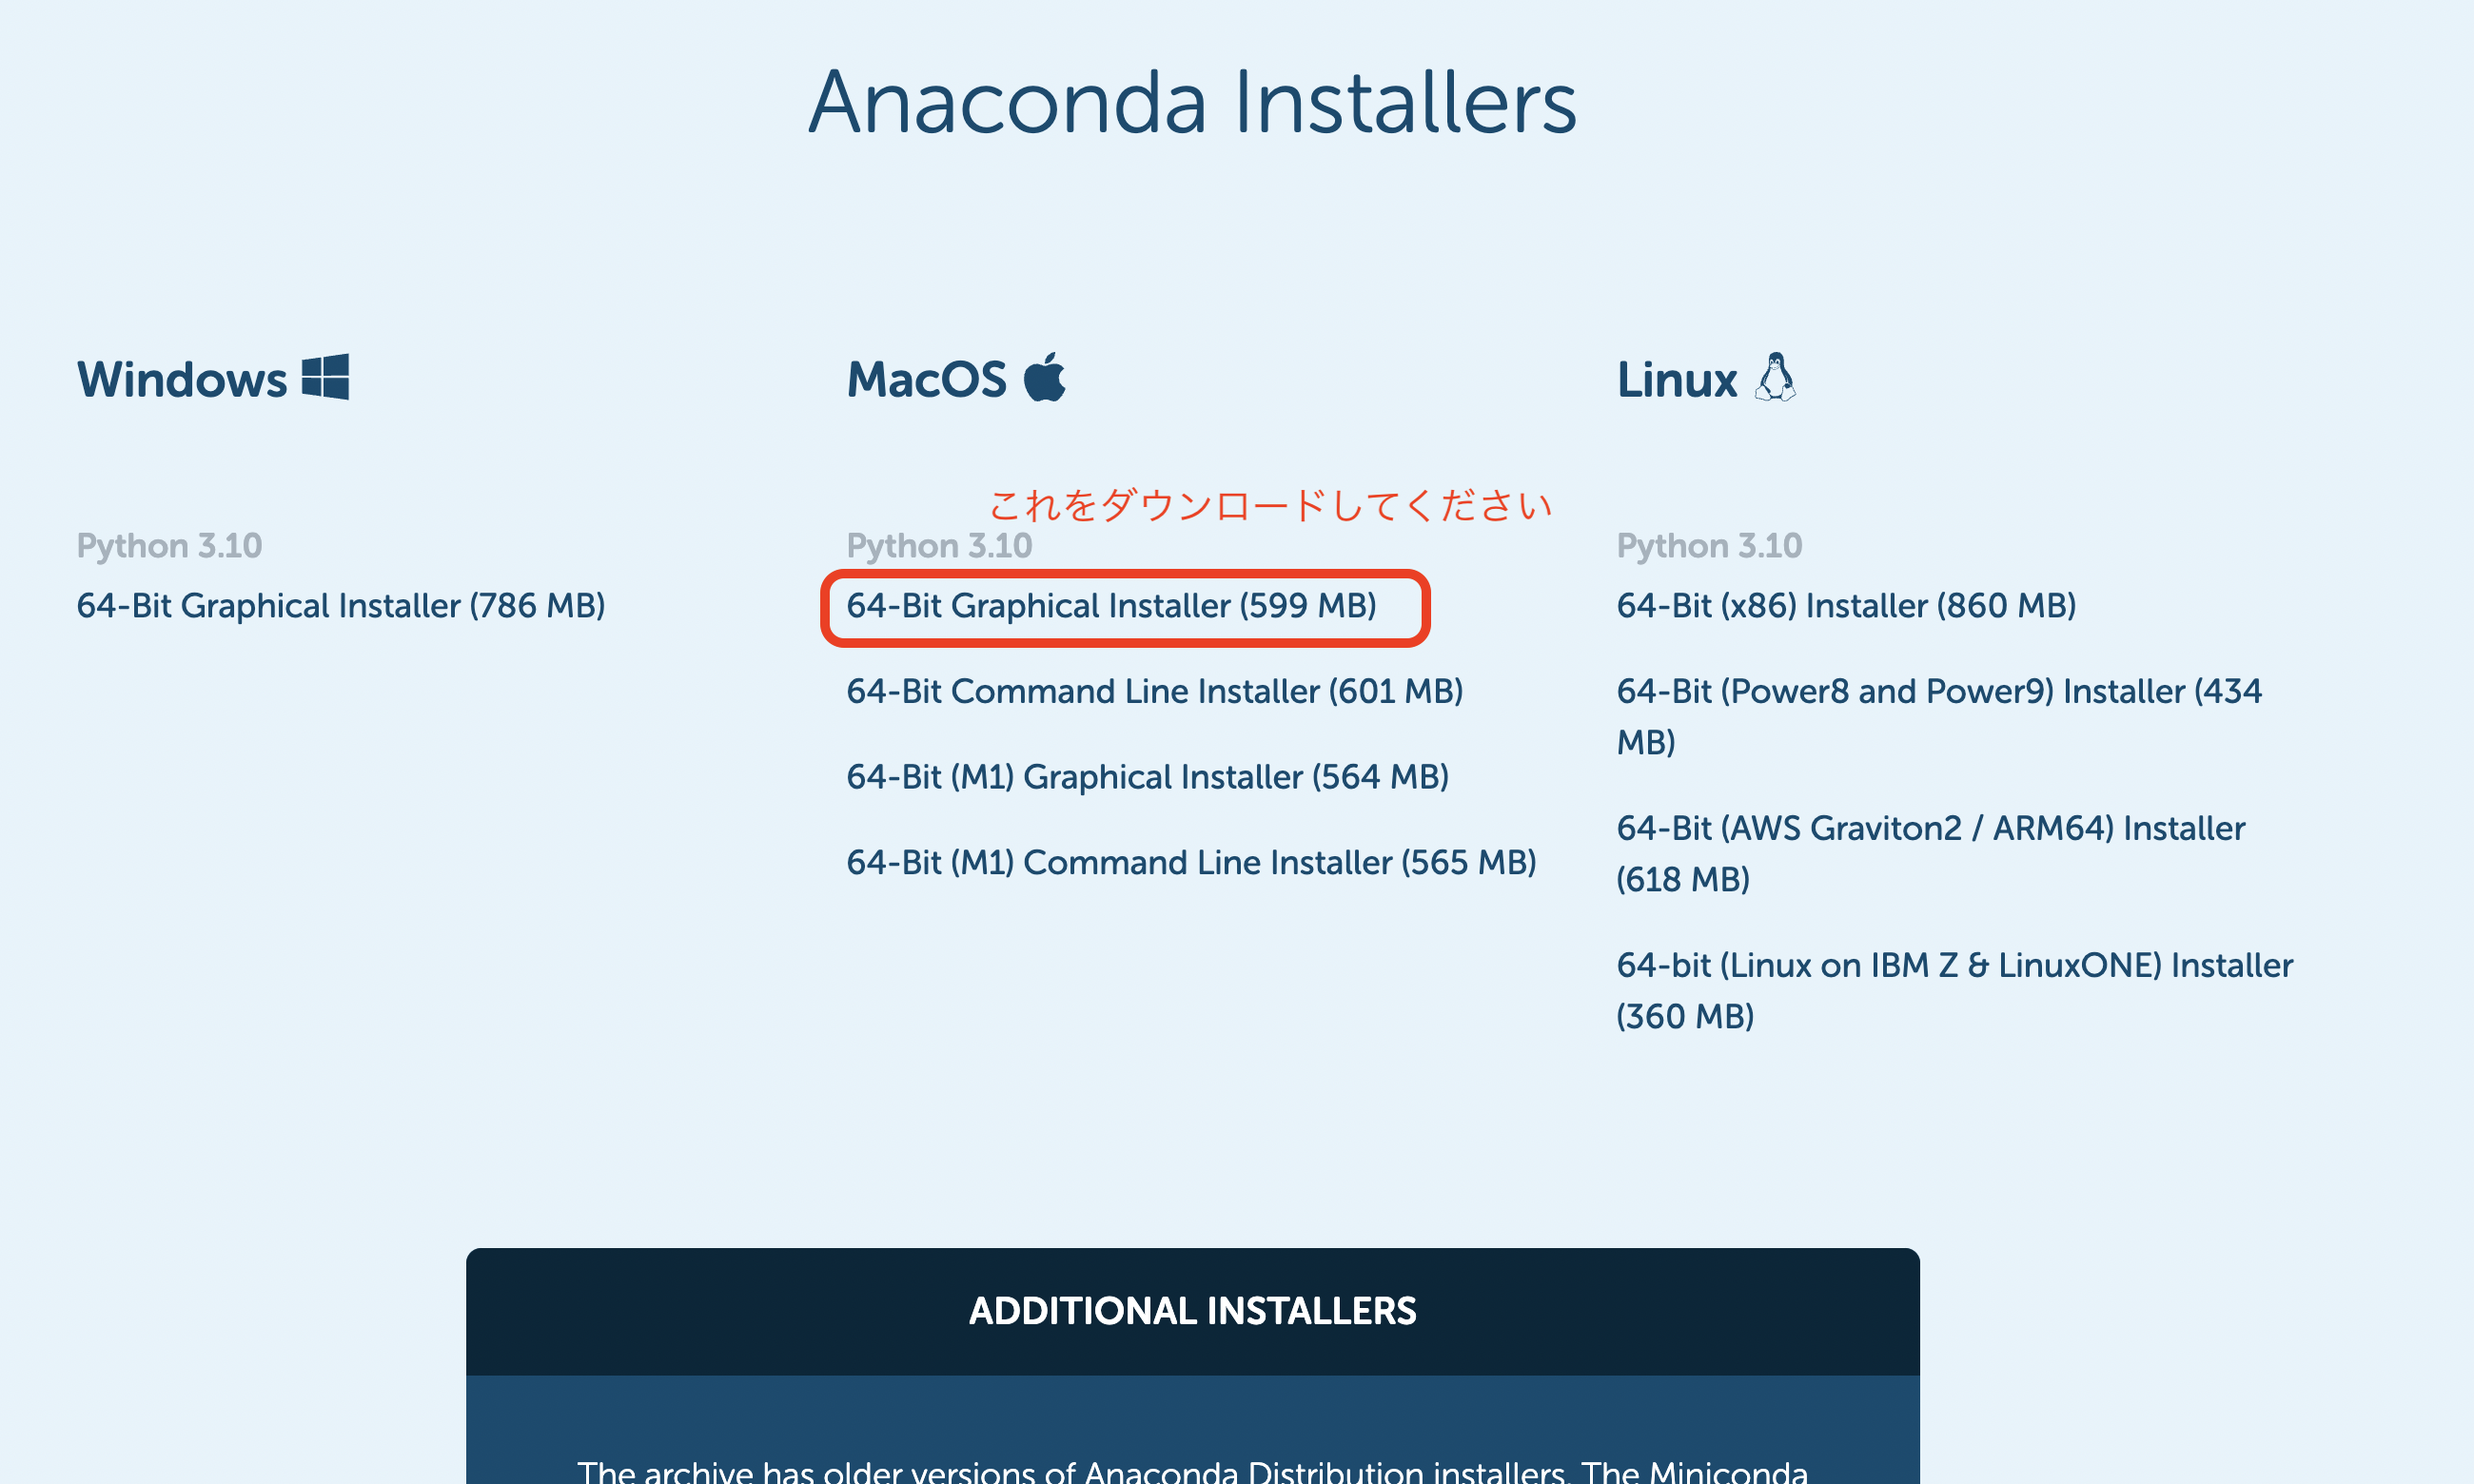 Anaconda Installers
Windows
Python 3.10
64-Bit Graphical Installer (786 MB)
MacOS
これをダウンロードしてください
Python 3.10
64-Bit Graphical Installer (599 MB)
64-Bit Command Line Installer (601 MB)
64-Bit (M1) Graphical Installer (564 MB)
64-Bit (M1) Command Line Installer (565 MB)
Linux
Python 3.10
64-Bit (x86) Installer (860 MB)
64-Bit (Power8 and Power9) Installer (434
MB)
64-Bit (AWS Graviton2 / ARM64) Installer
(618 MB)
64-bit (Linux on IBM Z & LinuxONE) Installer
(360 MB)
ADDITIONAL INSTALLERS
The archive has older versions of Anaconda Distribution installers. The Miniconda